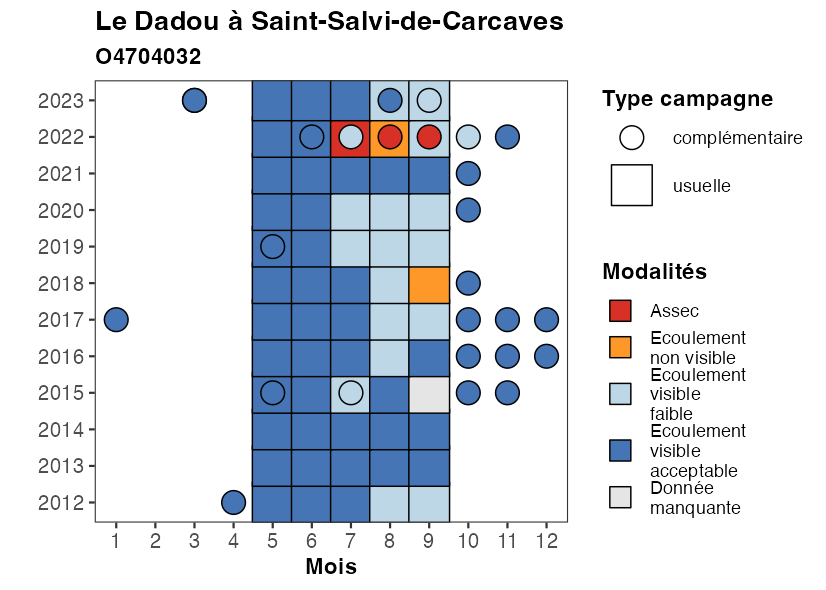 Le Dadou à Saint-Salvi-de-Carcaves
O4704032
2023
2022
2021
2020
2019
2018
2017
2016
2015
2014
2013
2012
1 2 3 4 5 6 7 8 9 10 11 12
Mois
Type campagne
complémentaire
usuelle
Modalités
Assec
Ecoulement
non visible
Ecoulement
visible
faible
Ecoulement
visible
acceptable
Donnée
manquante